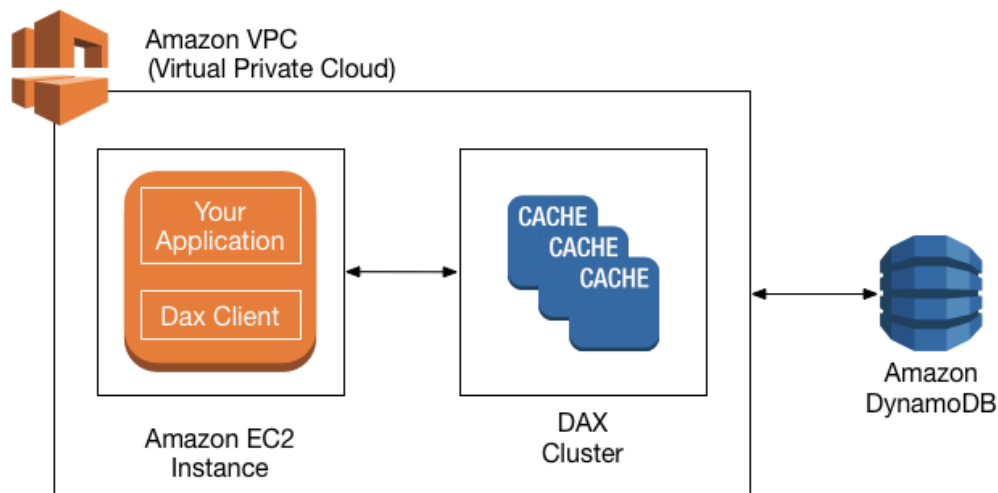 Amazon VPC
(Virtual Private Cloud)
Your
Application
Dax Client
CACHE
CACHE
CACHE
Amazon EC2
Instance
DAX
Cluster
Amazon
DynamoDB